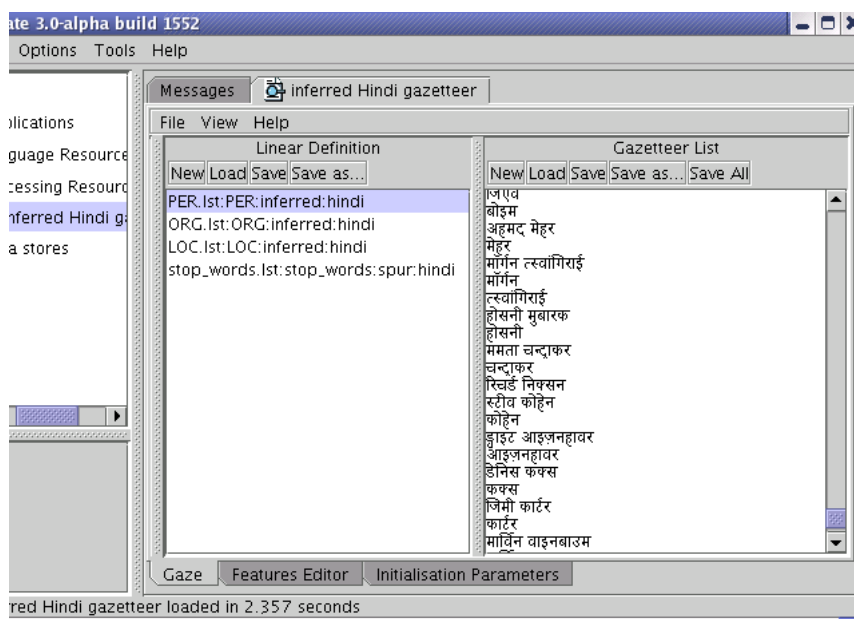 ate 3.0-alpha build 1552
Options Tools Help
Messages inferred Hindi gazetteer
plications
File View Help
guage Resource
Linear Definition
Gazetteer List
New Load Save Save as...
New Load Save Save as... Save All
cessing Resourc
nferred Hindi ga
a stores
PER.lst:PER:inferred:hindi
ORG.lst:ORG:inferred:hindi
LOC.lst:LOC:inferred:hindi
stop_words.lst:stop_words:spur:hindi
बोइम
अहमद मेहर
मेहर
मॉर्गन त्स्वांगिराई
मॉर्गन
त्स्वांगिराई
होसनी मुबारक
होसनी
ममता चन्द्राकर
चन्द्राकर
रिचर्ड निक्सन
स्टीव कोहेन
कोहेन
ड्वाइट आइज़नहावर
आइज़नहावर
डेनिस कक्स
कक्स
जिमी कार्टर
कार्टर
मार्विन वाइनबाउम
Gaze Features Editor Initialisation Parameters
rred Hindi gazetteer loaded in 2.357 seconds